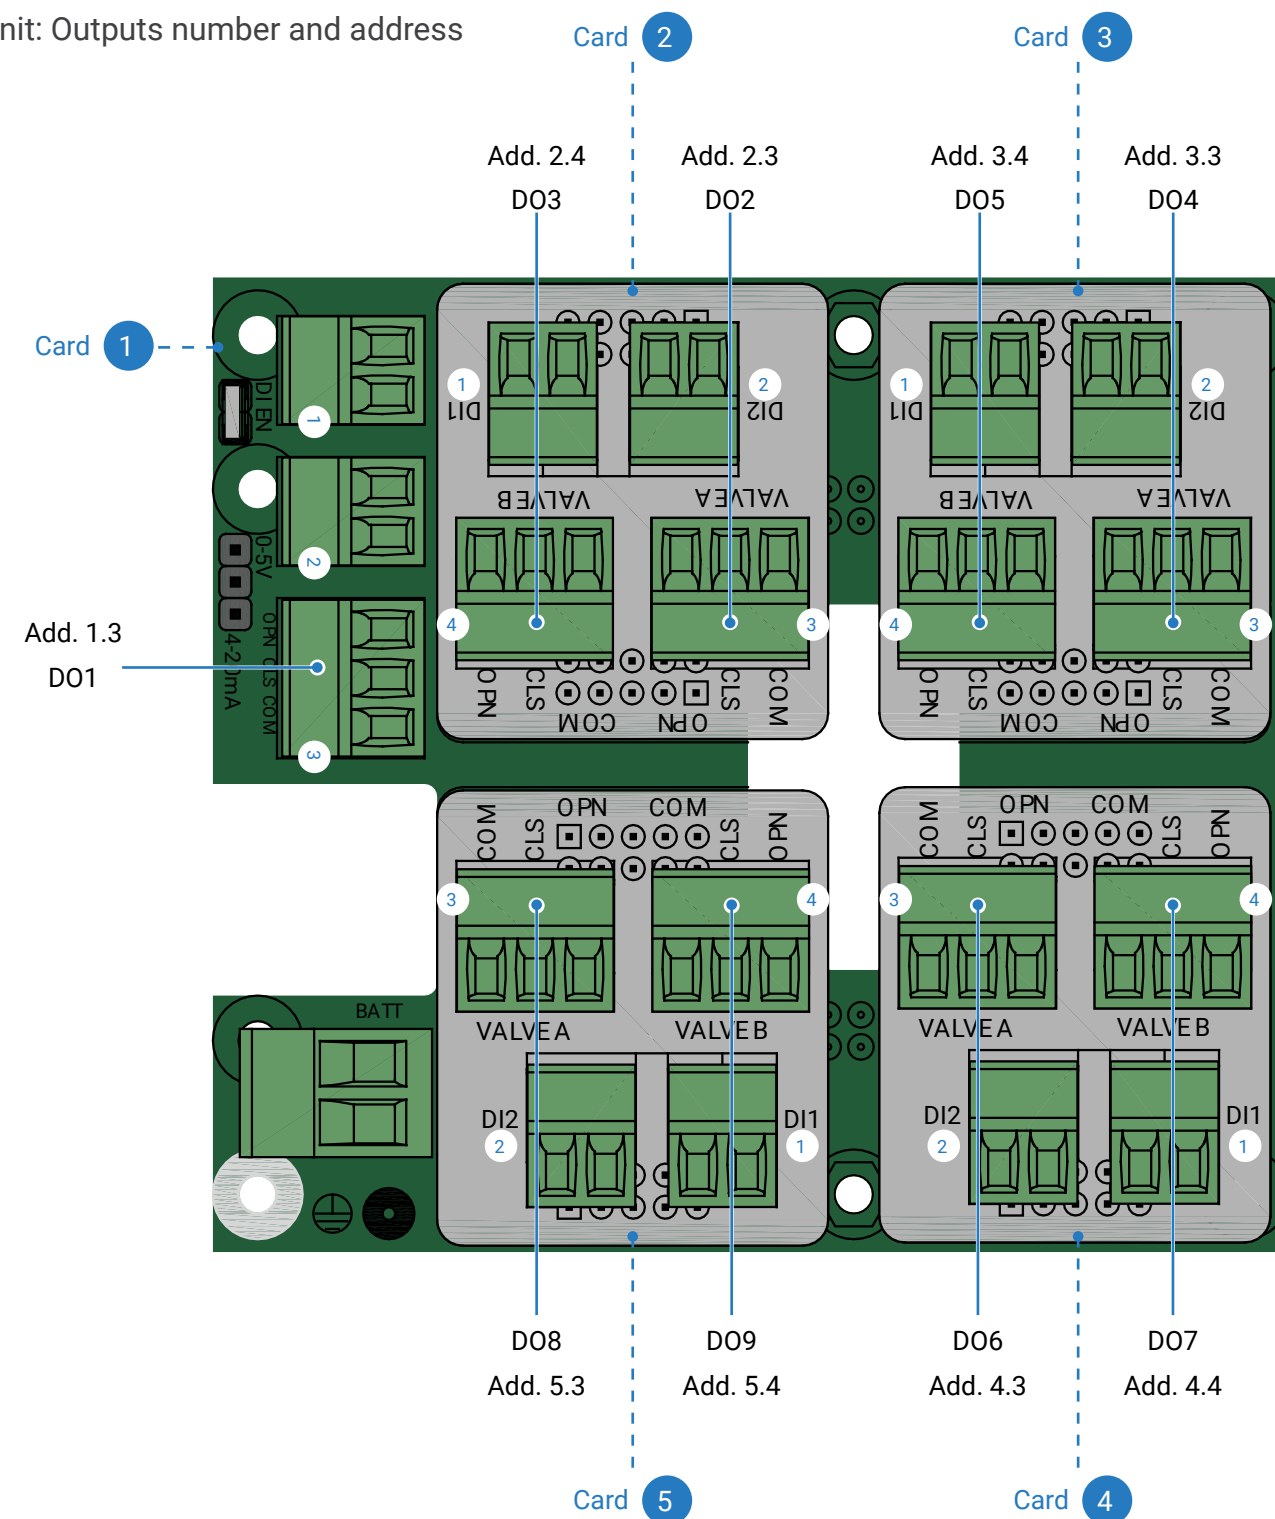 nit: Outputs number and address
Card 2
Card 3
Add. 2.4
Add. 2.3
Add. 3.4
Add. 3.3
DO3
DO2
DO5
DO4
Card 1
DI EN
1
1
DI1
2
DI2
1
DI1
2
DI2
VALVE B
VALVE A
VALVE B
VALVE A
2
0-5V
4-20mA
OPN CLS COM
3
Add. 1.3
DO1
4
3
4
3
OPN
CLS
COM
OPN
CLS
COM
OPN
CLS
COM
OPN
CLS
COM
COM
CLS
OPN
COM
CLS
OPN
COM
CLS
OPN
COM
CLS
OPN
3
4
3
4
BATT
VALVE A
VALVE B
VALVE A
VALVE B
DI2
2
DI1
1
DI2
2
DI1
1
DO8
DO9
DO6
DO7
Add. 5.3
Add. 5.4
Add. 4.3
Add. 4.4
Card 5
Card 4